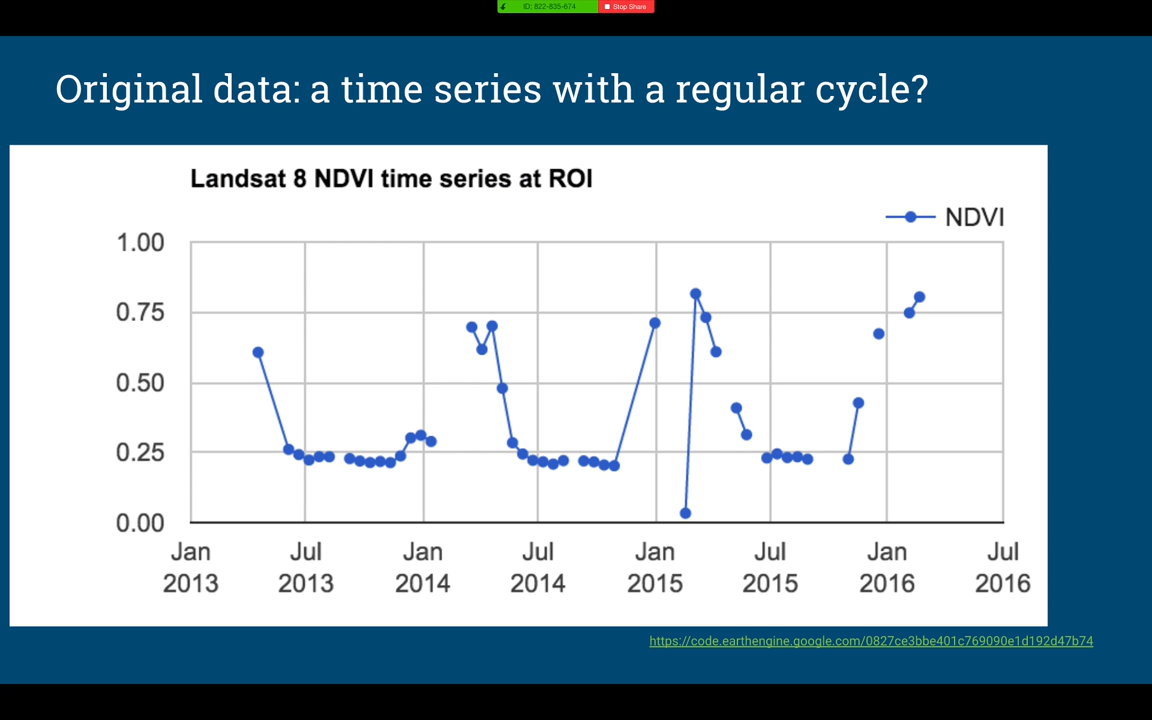 ID: 822-835-674 Stop Share
Original data: a time series with a regular cycle?
Landsat 8 NDVI time series at ROI
NDVI
1.00
0.75
0.50
0.25
0.00
Jan Jul Jan Jul Jan Jul Jan Jul
2013 2013 2014 2014 2015 2015 2016 2016
https://code.earthengine.google.com/0827ce3bbe401c769090e1d192d47b74